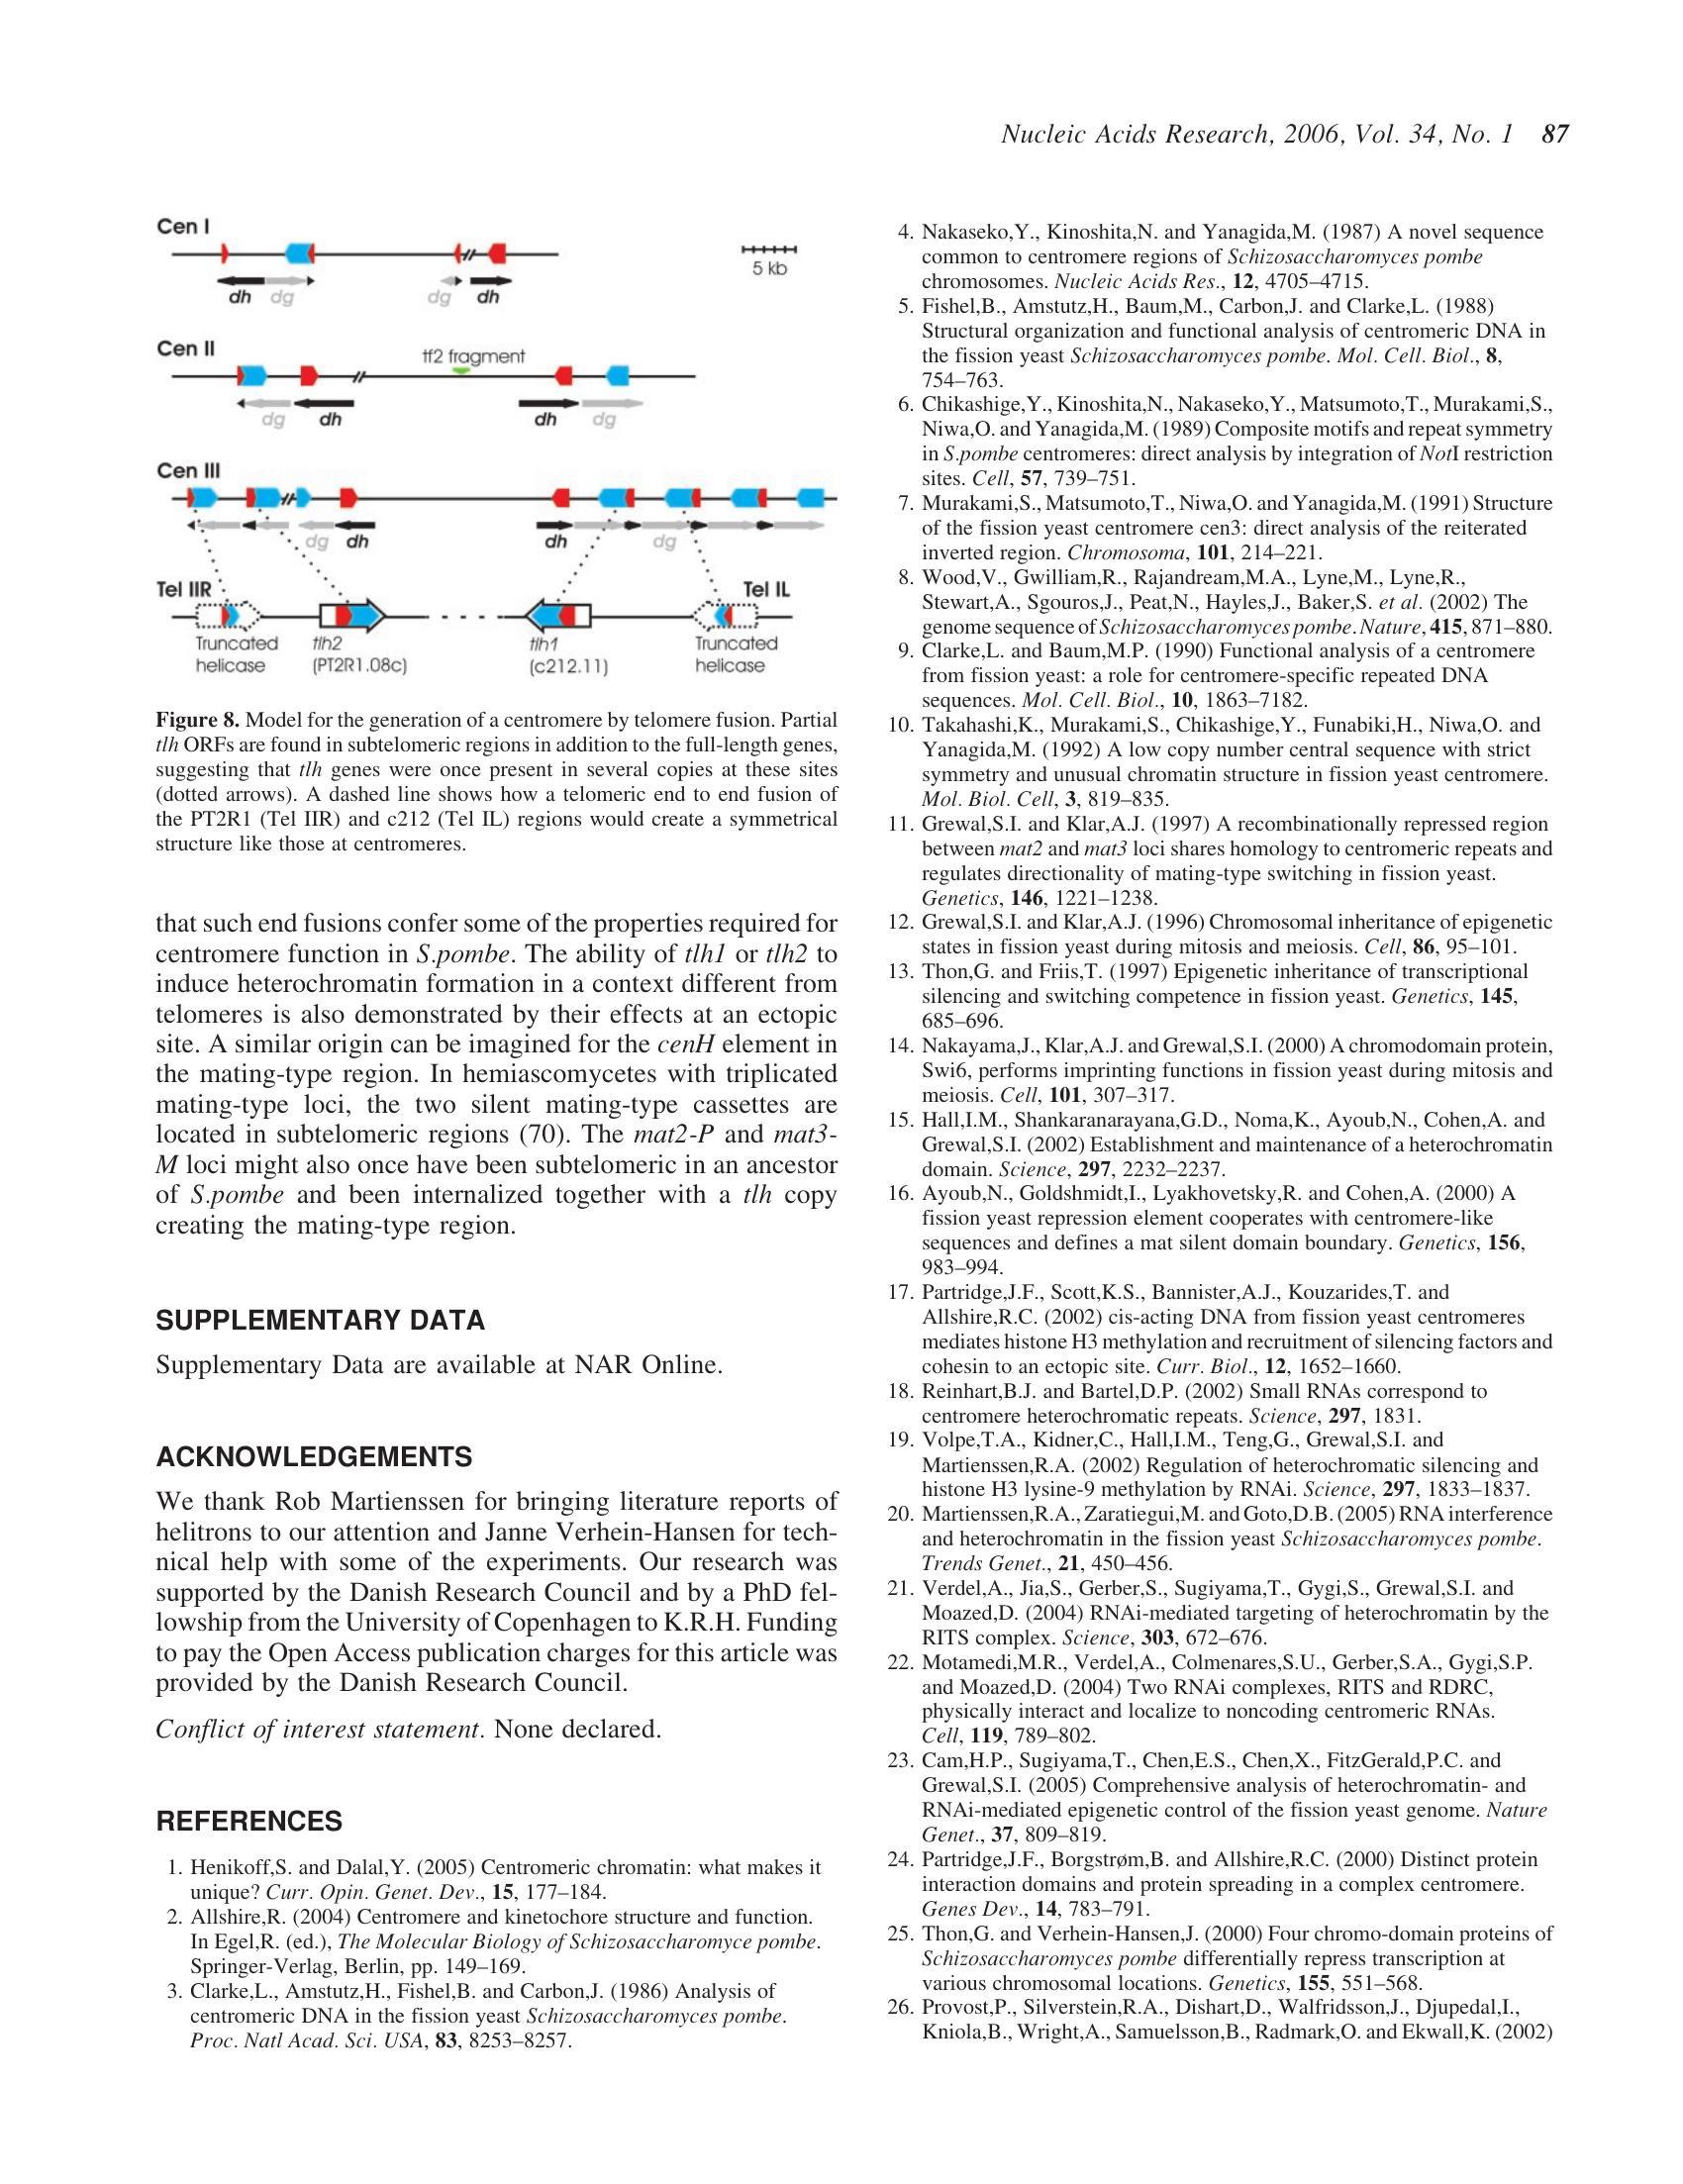 Nucleic Acids Research, 2006, Vol. 34, No. 1 87
Cen I
5 kb
dh dg dg dh
Cen II
tf2 fragment
dg dh dh dg
Cen III
dg dh dh dg
Tel IIR Tel IL
Truncated helicase
tlh2 (PT2R1.08c)
tlh1 (c212.11)
Truncated helicase
Figure 8. Model for the generation of a centromere by telomere fusion. Partial
tlh ORFs are found in subtelomeric regions in addition to the full-length genes,
suggesting that tlh genes were once present in several copies at these sites
(dotted arrows). A dashed line shows how a telomeric end to end fusion of
the PT2R1 (Tel IIR) and c212 (Tel IL) regions would create a symmetrical
structure like those at centromeres.
that such end fusions confer some of the properties required for
centromere function in S.pombe. The ability of tlh1 or tlh2 to
induce heterochromatin formation in a context different from
telomeres is also demonstrated by their effects at an ectopic
site. A similar origin can be imagined for the cenH element in
the mating-type region. In hemiascomycetes with triplicated
mating-type loci, the two silent mating-type cassettes are
located in subtelomeric regions (70). The mat2-P and mat3-
M loci might also once have been subtelomeric in an ancestor
of S.pombe and been internalized together with a tlh copy
creating the mating-type region.
SUPPLEMENTARY DATA
Supplementary Data are available at NAR Online.
ACKNOWLEDGEMENTS
We thank Rob Martienssen for bringing literature reports of
helitrons to our attention and Janne Verhein-Hansen for tech-
nical help with some of the experiments. Our research was
supported by the Danish Research Council and by a PhD fel-
lowship from the University of Copenhagen to K.R.H. Funding
to pay the Open Access publication charges for this article was
provided by the Danish Research Council.
Conflict of interest statement. None declared.
REFERENCES
1. Henikoff,S. and Dalal,Y. (2005) Centromeric chromatin: what makes it
unique? Curr. Opin. Genet. Dev., 15, 177–184.
2. Allshire,R. (2004) Centromere and kinetochore structure and function.
In Egel,R. (ed.), The Molecular Biology of Schizosaccharomyce pombe.
Springer-Verlag, Berlin, pp. 149–169.
3. Clarke,L., Amstutz,H., Fishel,B. and Carbon,J. (1986) Analysis of
centromeric DNA in the fission yeast Schizosaccharomyces pombe.
Proc. Natl Acad. Sci. USA, 83, 8253–8257.
4. Nakaseko,Y., Kinoshita,N. and Yanagida,M. (1987) A novel sequence
common to centromere regions of Schizosaccharomyces pombe
chromosomes. Nucleic Acids Res., 12, 4705–4715.
5. Fishel,B., Amstutz,H., Baum,M., Carbon,J. and Clarke,L. (1988)
Structural organization and functional analysis of centromeric DNA in
the fission yeast Schizosaccharomyces pombe. Mol. Cell. Biol., 8,
754–763.
6. Chikashige,Y., Kinoshita,N., Nakaseko,Y., Matsumoto,T., Murakami,S.,
Niwa,O. and Yanagida,M. (1989) Composite motifs and repeat symmetry
in S.pombe centromeres: direct analysis by integration of NotI restriction
sites. Cell, 57, 739–751.
7. Murakami,S., Matsumoto,T., Niwa,O. and Yanagida,M. (1991) Structure
of the fission yeast centromere cen3: direct analysis of the reiterated
inverted region. Chromosoma, 101, 214–221.
8. Wood,V., Gwilliam,R., Rajandream,M.A., Lyne,M., Lyne,R.,
Stewart,A., Sgouros,J., Peat,N., Hayles,J., Baker,S. et al. (2002) The
genome sequence of Schizosaccharomyces pombe. Nature, 415, 871–880.
9. Clarke,L. and Baum,M.P. (1990) Functional analysis of a centromere
from fission yeast: a role for centromere-specific repeated DNA
sequences. Mol. Cell. Biol., 10, 1863–7182.
10. Takahashi,K., Murakami,S., Chikashige,Y., Funabiki,H., Niwa,O. and
Yanagida,M. (1992) A low copy number central sequence with strict
symmetry and unusual chromatin structure in fission yeast centromere.
Mol. Biol. Cell, 3, 819–835.
11. Grewal,S.I. and Klar,A.J. (1997) A recombinationally repressed region
between mat2 and mat3 loci shares homology to centromeric repeats and
regulates directionality of mating-type switching in fission yeast.
Genetics, 146, 1221–1238.
12. Grewal,S.I. and Klar,A.J. (1996) Chromosomal inheritance of epigenetic
states in fission yeast during mitosis and meiosis. Cell, 86, 95–101.
13. Thon,G. and Friis,T. (1997) Epigenetic inheritance of transcriptional
silencing and switching competence in fission yeast. Genetics, 145,
685–696.
14. Nakayama,J., Klar,A.J. and Grewal,S.I. (2000) A chromodomain protein,
Swi6, performs imprinting functions in fission yeast during mitosis and
meiosis. Cell, 101, 307–317.
15. Hall,I.M., Shankaranarayana,G.D., Noma,K., Ayoub,N., Cohen,A. and
Grewal,S.I. (2002) Establishment and maintenance of a heterochromatin
domain. Science, 297, 2232–2237.
16. Ayoub,N., Goldshmidt,I., Lyakhovetsky,R. and Cohen,A. (2000) A
fission yeast repression element cooperates with centromere-like
sequences and defines a mat silent domain boundary. Genetics, 156,
983–994.
17. Partridge,J.F., Scott,K.S., Bannister,A.J., Kouzarides,T. and
Allshire,R.C. (2002) cis-acting DNA from fission yeast centromeres
mediates histone H3 methylation and recruitment of silencing factors and
cohesin to an ectopic site. Curr. Biol., 12, 1652–1660.
18. Reinhart,B.J. and Bartel,D.P. (2002) Small RNAs correspond to
centromere heterochromatic repeats. Science, 297, 1831.
19. Volpe,T.A., Kidner,C., Hall,I.M., Teng,G., Grewal,S.I. and
Martienssen,R.A. (2002) Regulation of heterochromatic silencing and
histone H3 lysine-9 methylation by RNAi. Science, 297, 1833–1837.
20. Martienssen,R.A., Zaratiegui,M. and Goto,D.B. (2005) RNA interference
and heterochromatin in the fission yeast Schizosaccharomyces pombe.
Trends Genet., 21, 450–456.
21. Verdel,A., Jia,S., Gerber,S., Sugiyama,T., Gygi,S., Grewal,S.I. and
Moazed,D. (2004) RNAi-mediated targeting of heterochromatin by the
RITS complex. Science, 303, 672–676.
22. Motamedi,M.R., Verdel,A., Colmenares,S.U., Gerber,S.A., Gygi,S.P.
and Moazed,D. (2004) Two RNAi complexes, RITS and RDRC,
physically interact and localize to noncoding centromeric RNAs.
Cell, 119, 789–802.
23. Cam,H.P., Sugiyama,T., Chen,E.S., Chen,X., FitzGerald,P.C. and
Grewal,S.I. (2005) Comprehensive analysis of heterochromatin- and
RNAi-mediated epigenetic control of the fission yeast genome. Nature
Genet., 37, 809–819.
24. Partridge,J.F., Borgstrøm,B. and Allshire,R.C. (2000) Distinct protein
interaction domains and protein spreading in a complex centromere.
Genes Dev., 14, 783–791.
25. Thon,G. and Verhein-Hansen,J. (2000) Four chromo-domain proteins of
Schizosaccharomyces pombe differentially repress transcription at
various chromosomal locations. Genetics, 155, 551–568.
26. Provost,P., Silverstein,R.A., Dishart,D., Walfridsson,J., Djupedal,I.,
Kniola,B., Wright,A., Samuelsson,B., Radmark,O. and Ekwall,K. (2002)